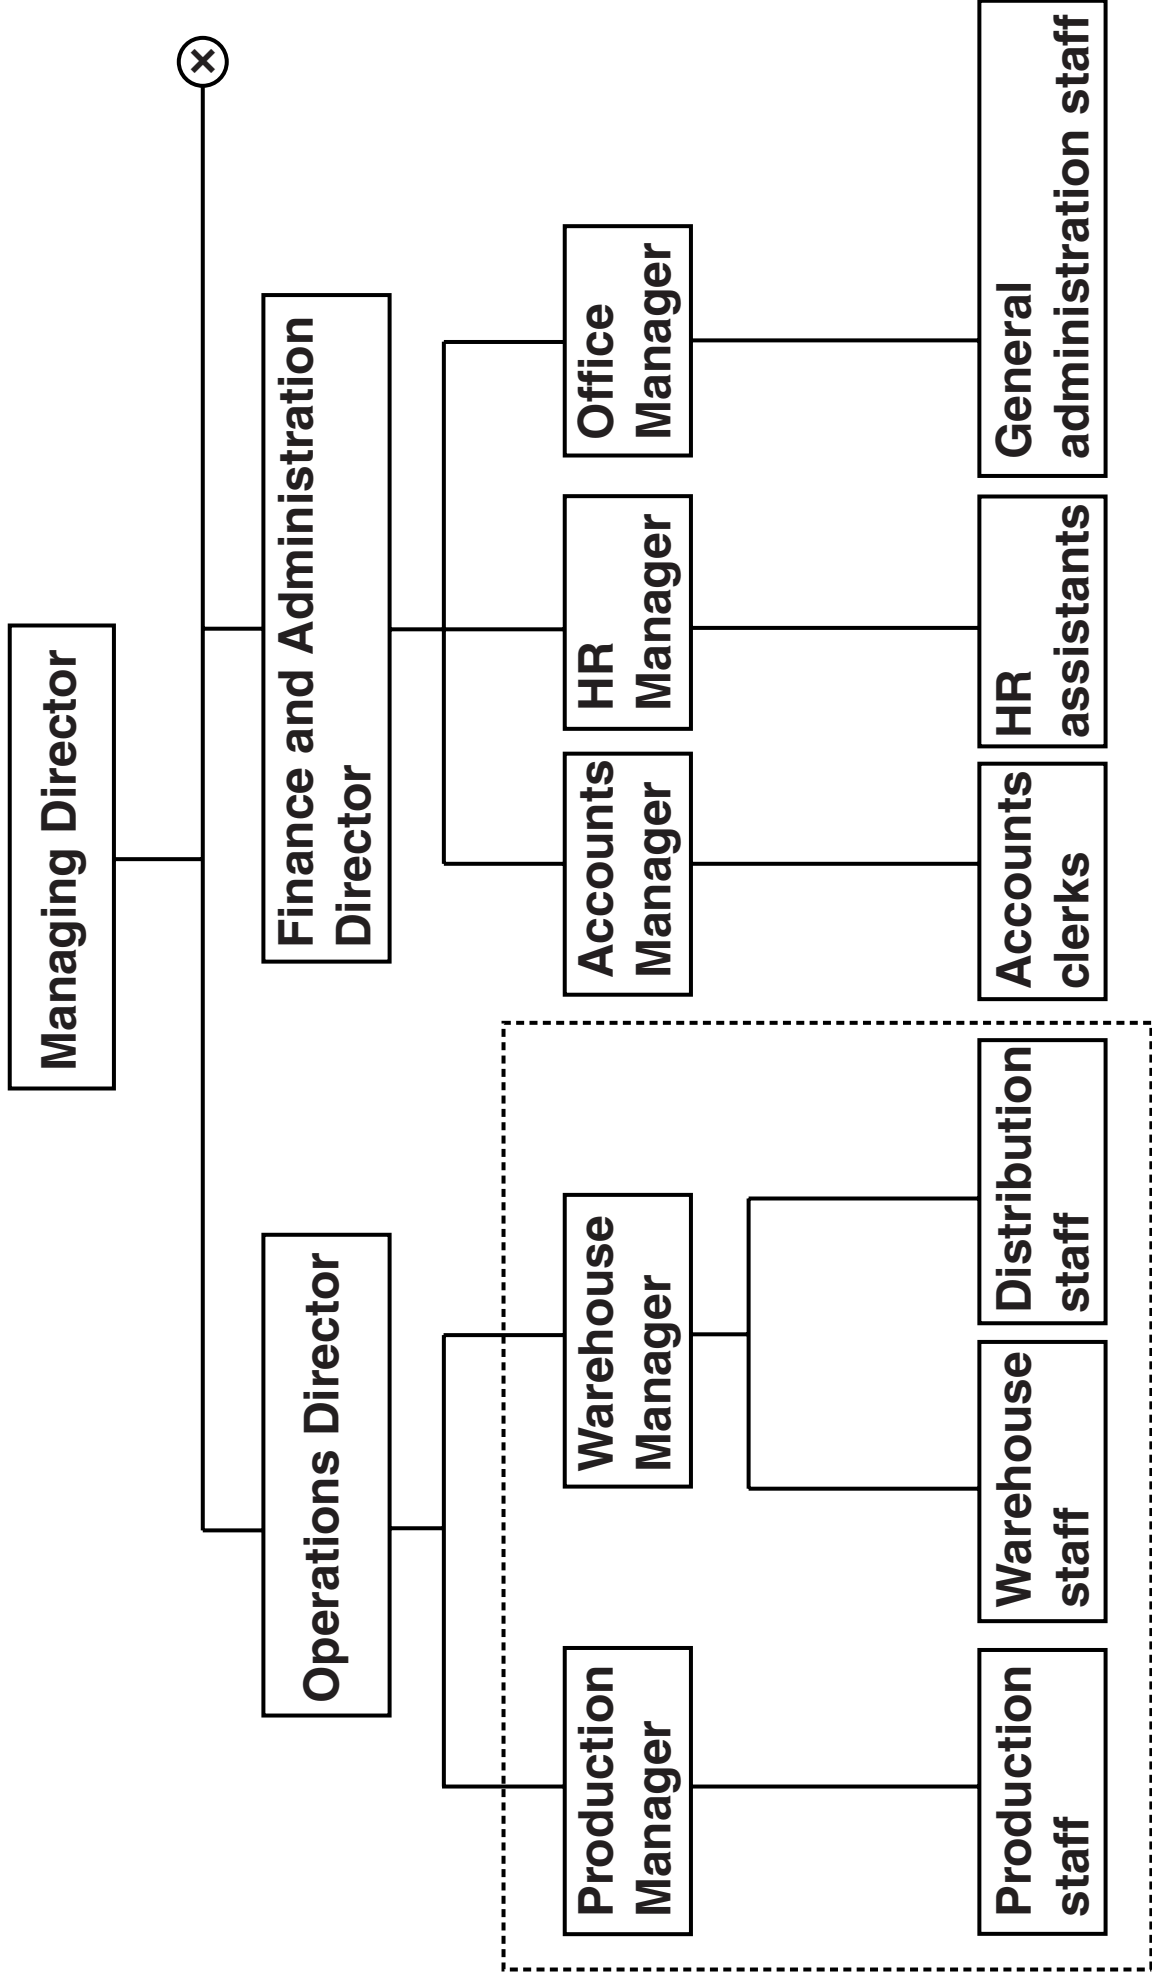 Managing Director
×
Operations Director
Finance and Administration
Director
Production
Manager
Warehouse
Manager
Accounts
Manager
HR
Manager
Office
Manager
Production
staff
Warehouse
staff
Distribution
staff
Accounts
clerks
HR
assistants
General
administration staff